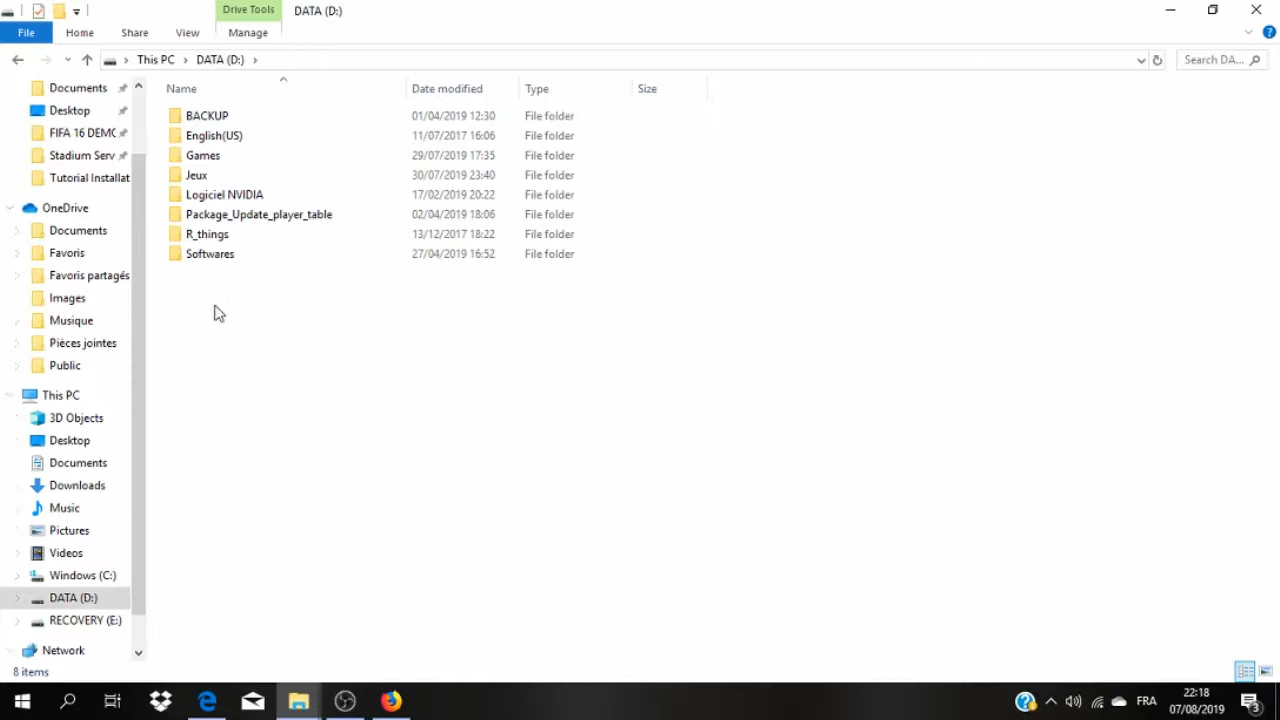 Drive Tools
DATA (D:)
File
Home
Share
View
Manage
This PC
DATA (D:)
Search DA...
Name
Date modified
Type
Size
BACKUP
01/04/2019 12:30
File folder
English(US)
11/07/2017 16:06
File folder
Games
29/07/2019 17:35
File folder
Jeux
30/07/2019 23:40
File folder
Logiciel NVIDIA
17/02/2019 20:22
File folder
Package_Update_player_table
02/04/2019 18:06
File folder
R_things
13/12/2017 18:22
File folder
Softwares
27/04/2019 16:52
File folder
Documents
Desktop
FIFA 16 DEMO
Stadium Serv
Tutorial Installat
OneDrive
Documents
Favoris
Favoris partagés
Images
Musique
Pièces jointes
Public
This PC
3D Objects
Desktop
Documents
Downloads
Music
Pictures
Videos
Windows (C:)
DATA (D:)
RECOVERY (E:)
Network
8 items
FRA
22:18
07/08/2019
3